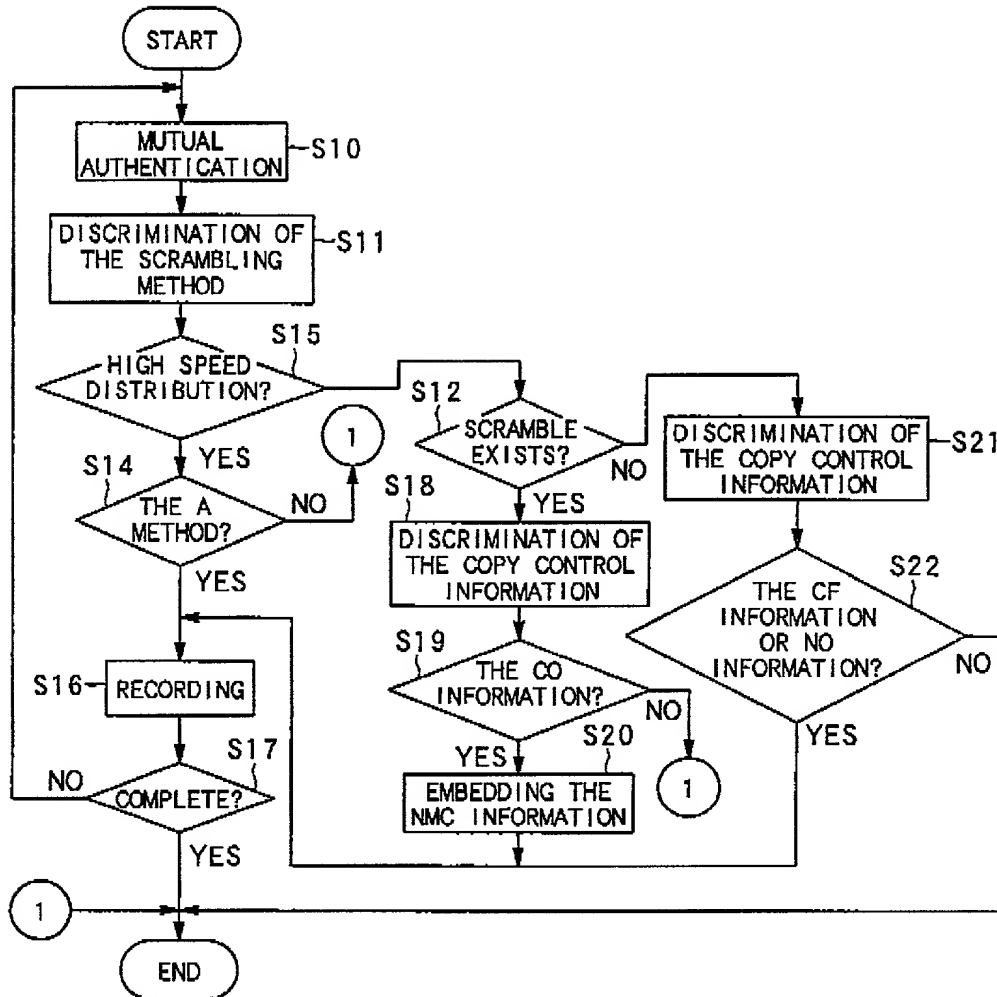 START
MUTUAL
AUTHENTICATION
S10
DISCRIMINATION OF
THE SCRAMBLING
METHOD
S11
HIGH SPEED
DISTRIBUTION?
S15
YES
S14
THE A
METHOD?
NO
1
YES
S16
RECORDING
S17
NO
COMPLETE?
YES
1
END
S12
SCRAMBLE
EXISTS?
NO
YES
S18
DISCRIMINATION OF
THE COPY CONTROL
INFORMATION
S19
THE CO
INFORMATION?
NO
YES
S20
1
EMBEDDING THE
NMC INFORMATION
DISCRIMINATION OF
THE COPY CONTROL
INFORMATION
S21
S22
THE CF
INFORMATION
OR NO
INFORMATION?
NO
YES